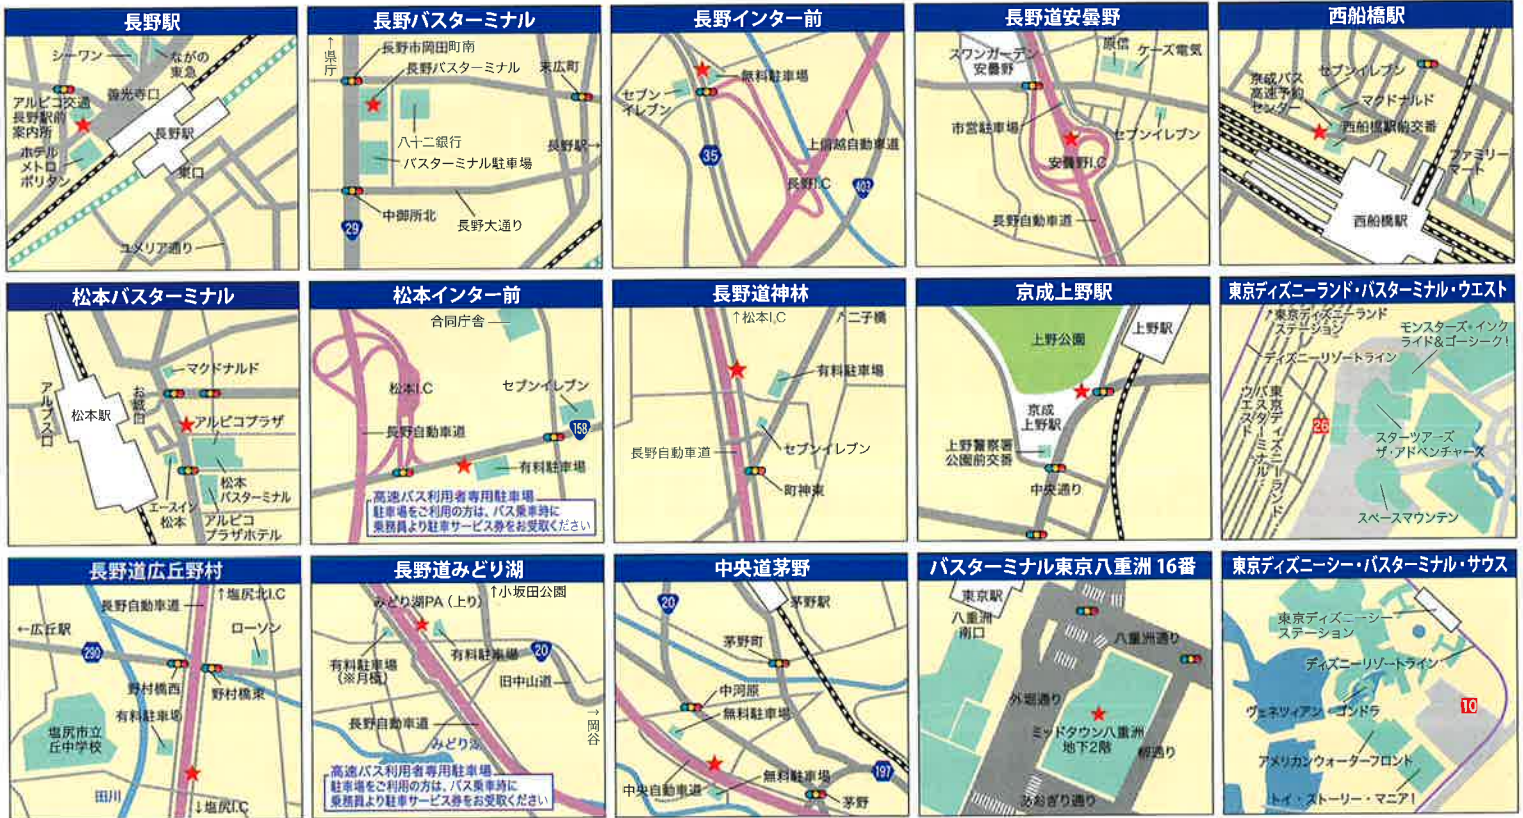 長野駅
シーワン
ながの
東急
善光寺口
アルピコ交通
長野駅前
案内所
長野駅
ホテル
メトロ
ポリタン
東口
ユメリア通り
長野バスターミナル
↑県庁
長野市岡田町南
長野バスターミナル
末広町
八十二銀行
長野駅→
バスターミナル駐車場
中御所北
長野大通り
29
長野インター前
セブン
イレブン
無料駐車場
35
上信越自動車道
長野I.C
403
長野道安曇野
スワンガーデン
安曇野
原信
ケーズ電気
市営駐車場
セブンイレブン
安曇野I.C
長野自動車道
西船橋駅
京成バス
高速予約
センター
セブンイレブン
マクドナルド
西船橋駅前交番
ファミリー
マート
西船橋駅
松本バスターミナル
マクドナルド
お城口
アルプス口
松本駅
アルピコプラザ
松本
バスターミナル
エースイン
松本
アルピコ
プラザホテル
松本インター前
合同庁舎
松本I.C
セブンイレブン
158
長野自動車道
有料駐車場
高速バス利用者専用駐車場
駐車場をご利用の方は、バス乗車時に
乗務員より駐車サービス券をお受取ください
長野道神林
↑松本I,C
↗二子橋
有料駐車場
長野自動車道
セブンイレブン
町神東
京成上野駅
上野公園
上野駅
京成
上野駅
上野警察署
公園前交番
中央通り
東京ディズニーランド・バスターミナル・ウエスト
↗東京ディズニーランド
ステーション
モンスターズ・インク
ライド&ゴーシーク!
ディズニーリゾートライン
東京ディズニーランド・
バスターミナル・
ウエスト
26
スターツアーズ
ザ・アドベンチャーズ
スペースマウンテン
長野道広丘野村
長野自動車道
↑塩尻北I.C
←広丘駅
ローソン
290
野村橋西
野村橋東
有料駐車場
塩尻市立
丘中学校
田川
↓塩尻I.C
長野道みどり湖
みどり湖PA(上り)
↑小坂田公園
有料駐車場
(※月極)
有料駐車場
20
旧中山道
→岡谷
長野自動車道
みどり湖
高速バス利用者専用駐車場
駐車場をご利用の方は、バス乗車時に
乗務員より駐車サービス券をお受取ください
中央道茅野
20
茅野駅
茅野町
中河原
無料駐車場
197
中央自動車道
無料駐車場
茅野
バスターミナル東京八重洲 16番
東京駅
八重洲
南口
八重洲通り
外堀通り
ミッドタウン八重洲
地下2階
柳通り
あおぎり通り
東京ディズニーシー・バスターミナル・サウス
東京ディズニーシー
ステーション
ディズニーリゾートライン
10
ヴェネツィアン・ゴンドラ
アメリカンウォーターフロント
トイ・ストーリー・マニア!